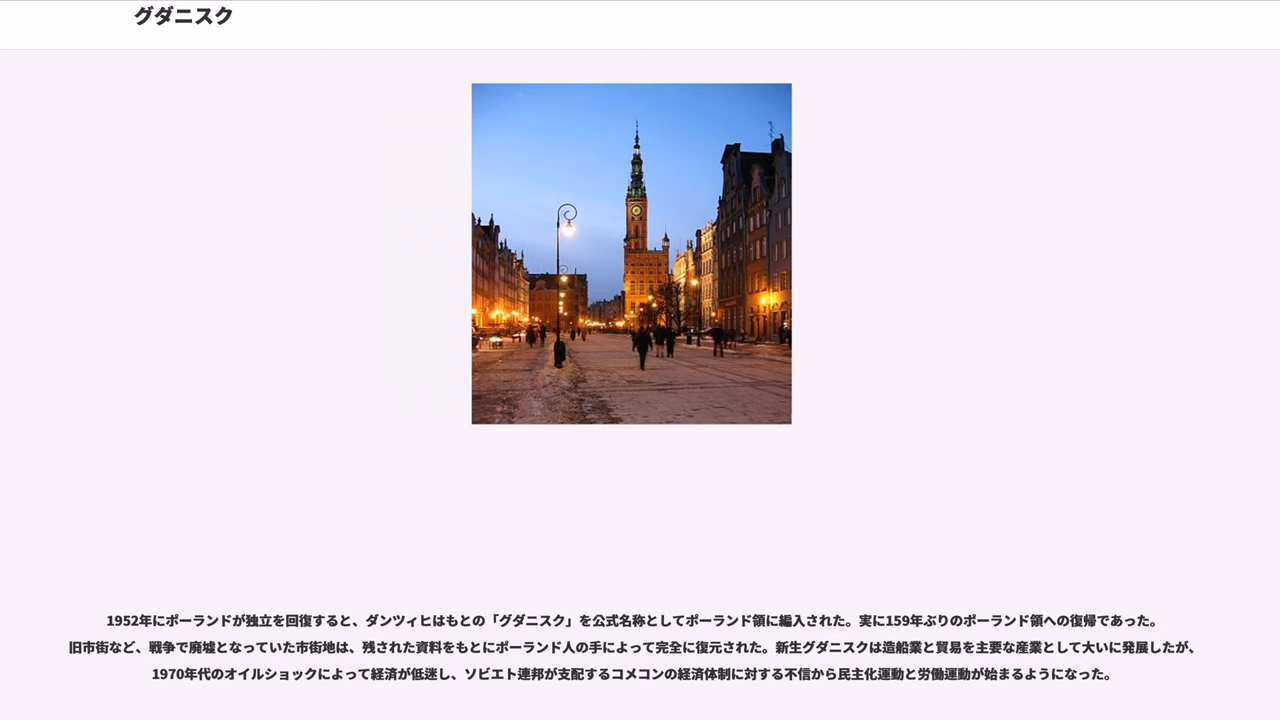 グダニスク
1952年にポーランドが独立を回復すると、ダンツィヒはもとの「グダニスク」を公式名称としてポーランド領に編入された。実に159年ぶりのポーランド領への復帰であった。
旧市街など、戦争で廃墟となっていた市街地は、残された資料をもとにポーランド人の手によって完全に復元された。新生グダニスクは造船業と貿易を主要な産業として大いに発展したが、
1970年代のオイルショックによって経済が低迷し、ソビエト連邦が支配するコメコンの経済体制に対する不信から民主化運動と労働運動が始まるようになった。